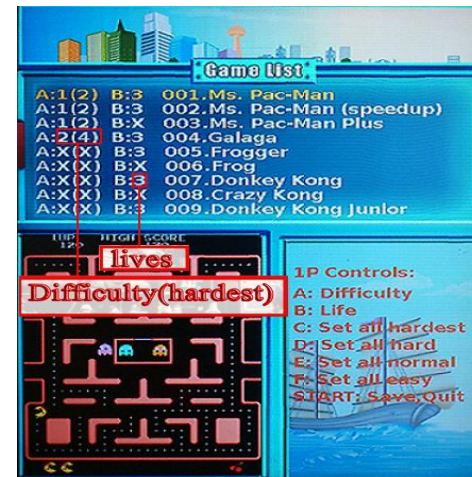 Game List
A:1(2) B:3 001.Ms. Pac-Man
A:1(2) B:3 002.Ms. Pac-Man (speedup)
A:1(2) B:X 003.Ms. Pac-Man Plus
A:2(4) B:3 004.Galaga
A:X(X) B:3 005.Frogger
A:X(X) B:X 006.Frog
A:X(X) B:3 007.Donkey Kong
A:X(X) B:X 008.Crazy Kong
A:X(X) B:3 009.Donkey Kong Junior
1UP HIGH SCORE
120 120
lives
Difficulty(hardest)
1P Controls:
A: Difficulty
B: Life
C: Set all hardest
D: Set all hard
E: Set all normal
F: Set all easy
START: Save,Quit